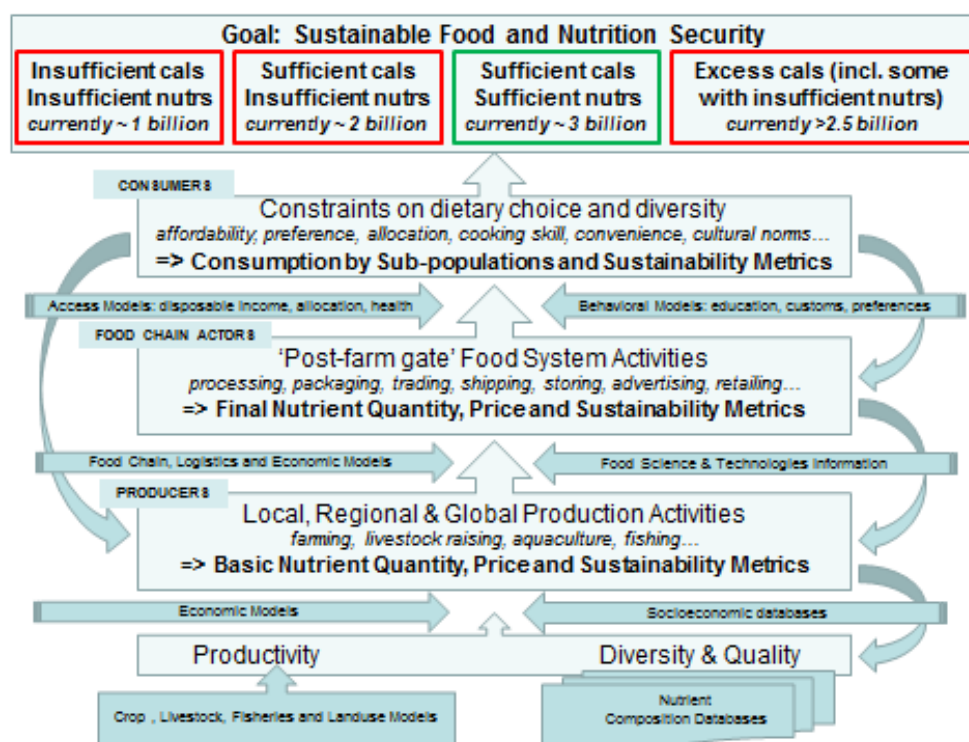 Goal: Sustainable Food and Nutrition Security
Insufficient cals
Insufficient nutrs
currently ~ 1 billion
Sufficient cals
Insufficient nutrs
currently ~ 2 billion
Sufficient cals
Sufficient nutrs
currently ~ 3 billion
Excess cals (incl. some
with insufficient nutrs)
currently >2.5 billion
CONSUMERS
Constraints on dietary choice and diversity
affordability, preference, allocation, cooking skill, convenience, cultural norms…
=> Consumption by Sub-populations and Sustainability Metrics
Access Models: disposable income, allocation, health
Behavioral Models: education, customs, preferences
FOOD CHAIN ACTORS
‘Post-farm gate’ Food System Activities
processing, packaging, trading, shipping, storing, advertising, retailing…
=> Final Nutrient Quantity, Price and Sustainability Metrics
Food Chain, Logistics and Economic Models
Food Science & Technologies Information
PRODUCERS
Local, Regional & Global Production Activities
farming, livestock raising, aquaculture, fishing…
=> Basic Nutrient Quantity, Price and Sustainability Metrics
Economic Models
Socioeconomic databases
Productivity
Diversity & Quality
Crop , Livestock, Fisheries and Landuse Models
Nutrient
Composition Databases